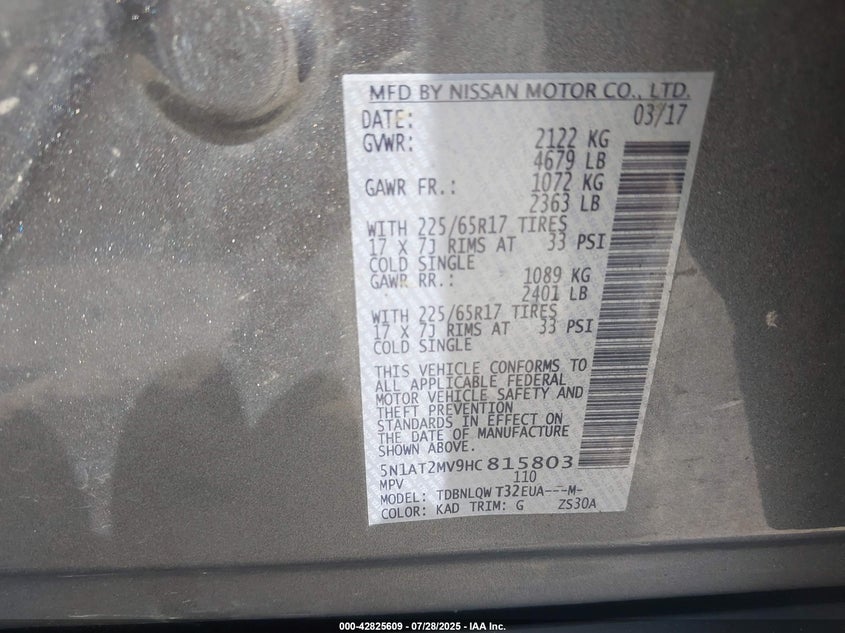 MFD BY NISSAN MOTOR CO., LTD.
DATE: 03/17
GVWR: 2122 KG
4679 LB
GAWR FR.: 1072 KG
2363 LB
WITH 225/65R17 TIRES
17 X 7J RIMS AT 33 PSI
COLD SINGLE
GAWR RR.: 1089 KG
2401 LB
WITH 225/65R17 TIRES
17 X 7J RIMS AT 33 PSI
COLD SINGLE
THIS VEHICLE CONFORMS TO
ALL APPLICABLE FEDERAL
MOTOR VEHICLE SAFETY AND
THEFT PREVENTION
STANDARDS IN EFFECT ON
THE DATE OF MANUFACTURE
SHOWN ABOVE.
5N1AT2MV9HC815803
MPV 110
MODEL: TDBNLQW T32EUA---M-
COLOR: KAD TRIM: G ZS30A
000-42825609 - 07/28/2025 - IAA Inc.